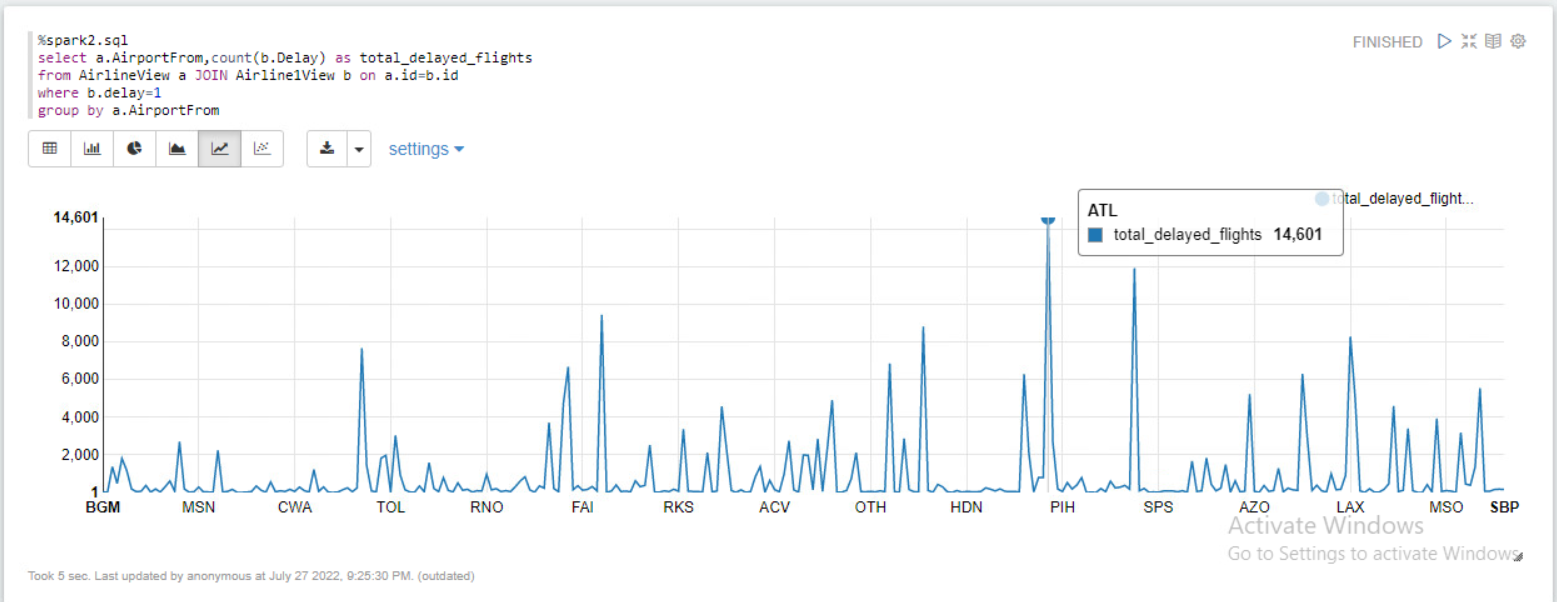 %spark2.sql
select a.AirportFrom,count(b.Delay) as total_delayed_flights
from AirlineView a JOIN Airline1View b on a.id=b.id
where b.delay=1
group by a.AirportFrom
FINISHED
settings
total_delayed_flight...
ATL
total_delayed_flights 14,601
14,601
12,000
10,000
8,000
6,000
4,000
2,000
1
BGM MSN CWA TOL RNO FAI RKS ACV OTH HDN PIH SPS AZO LAX MSO SBP
Activate Windows
Go to Settings to activate Windows.
Took 5 sec. Last updated by anonymous at July 27 2022, 9:25:30 PM. (outdated)